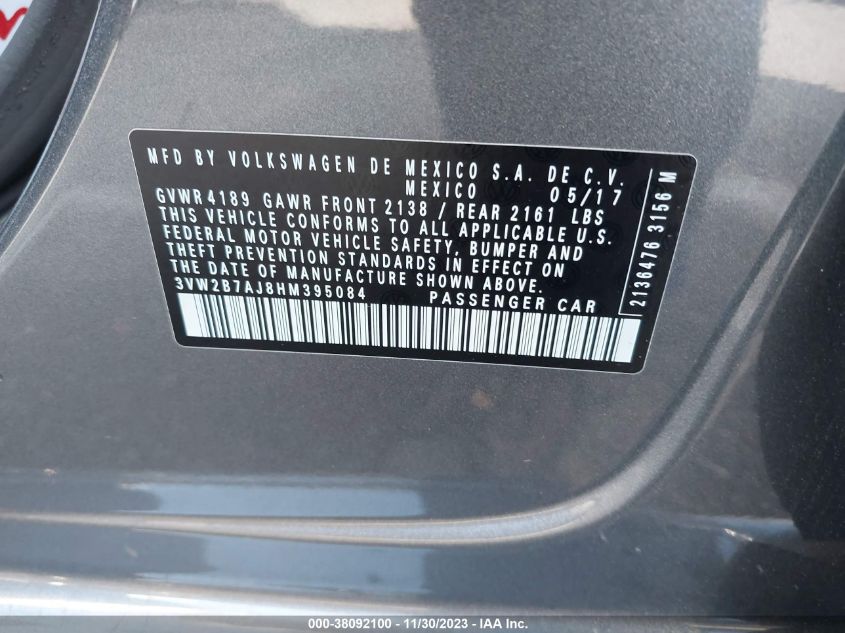 MFD BY VOLKSWAGEN DE MEXICO S.A. DE C.V.
MEXICO 05/17
GVWR 4189 GAWR FRONT 2138 / REAR 2161 LBS
THIS VEHICLE CONFORMS TO ALL APPLICABLE U.S.
FEDERAL MOTOR VEHICLE SAFETY, BUMPER AND
THEFT PREVENTION STANDARDS IN EFFECT ON
THE DATE OF MANUFACTURE SHOWN ABOVE.
3VW2B7AJ8HM395084 PASSENGER CAR
2136476 3156 M
000-38092100 - 11/30/2023 - IAA Inc.